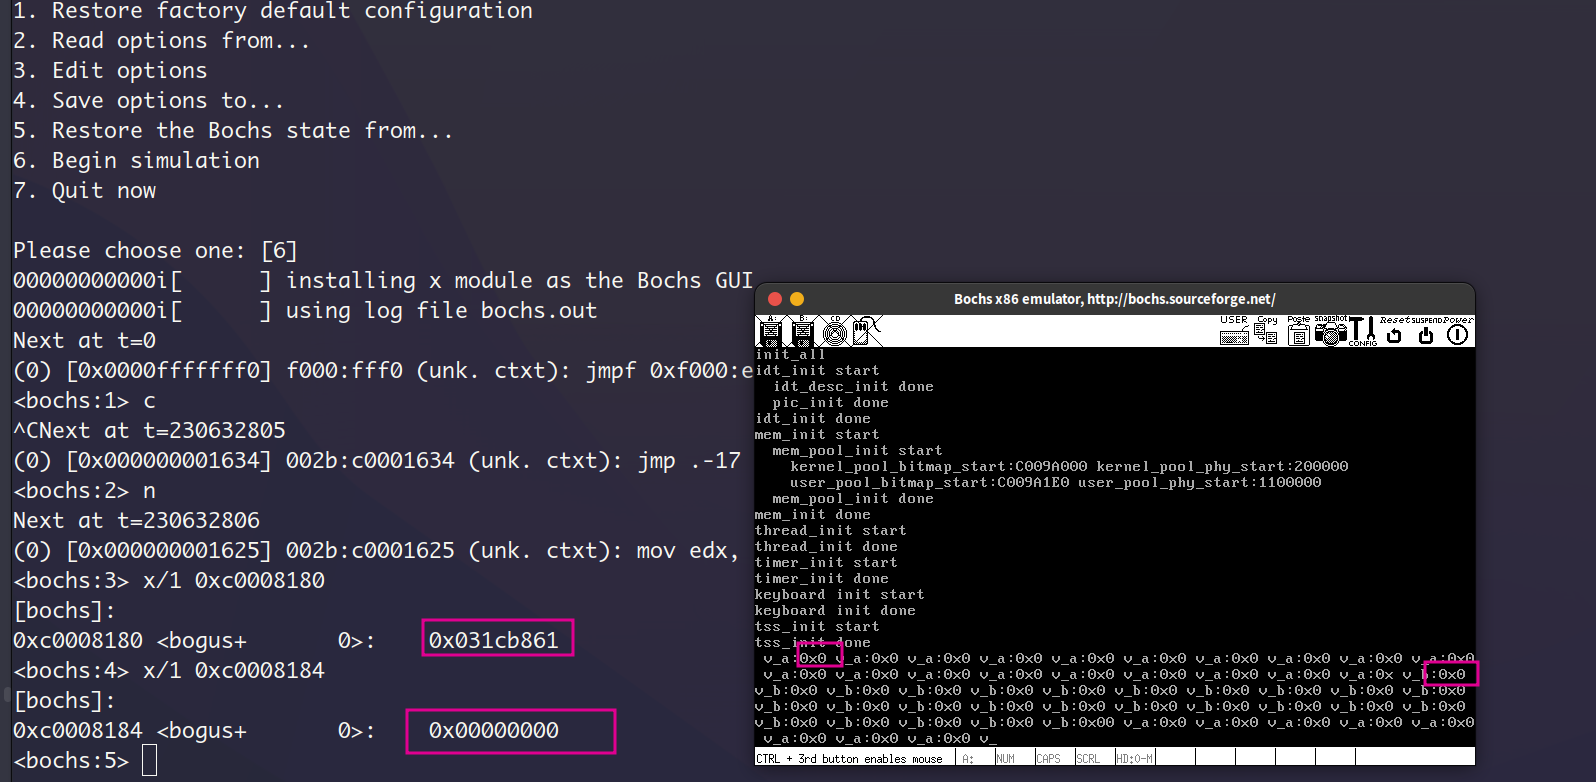 1. Restore factory default configuration
2. Read options from...
3. Edit options
4. Save options to...
5. Restore the Bochs state from...
6. Begin simulation
7. Quit now
Please choose one: [6]
00000000000i[      ] installing x module as the Bochs GUI
00000000000i[      ] using log file bochs.out
Next at t=0
(0) [0x0000fffffff0] f000:fff0 (unk. ctxt): jmpf 0xf000:e
<bochs:1> c
^CNext at t=230632805
(0) [0x000000001634] 002b:c0001634 (unk. ctxt): jmp .-17
<bochs:2> n
Next at t=230632806
(0) [0x000000001625] 002b:c0001625 (unk. ctxt): mov edx,
<bochs:3> x/1 0xc0008180
[bochs]:
0xc0008180 <bogus+       0>:    0x031cb861
<bochs:4> x/1 0xc0008184
[bochs]:
0xc0008184 <bogus+       0>:    0x00000000
<bochs:5>
Bochs x86 emulator, http://bochs.sourceforge.net/
A: B: CD USER Copy Paste snapshot CONFIG Reset SUSPEND Power
init_all
idt_init start
idt_desc_init done
pic_init done
idt_init done
mem_init start
mem_pool_init start
kernel_pool_bitmap_start:C009A000 kernel_pool_phy_start:200000
user_pool_bitmap_start:C009A1E0 user_pool_phy_start:1100000
mem_pool_init done
mem_init done
thread_init start
thread_init done
timer_init start
timer_init done
keyboard init start
keyboard init done
tss_init start
tss_init done
v_a:0x0 v_a:0x0 v_a:0x0 v_a:0x0 v_a:0x0 v_a:0x0 v_a:0x0 v_a:0x0 v_a:0x0 v_a:0x0
v_a:0x0 v_a:0x0 v_a:0x0 v_a:0x0 v_a:0x0 v_a:0x0 v_a:0x0 v_a:0x0 v_a:0x v_b:0x0
v_b:0x0 v_b:0x0 v_b:0x0 v_b:0x0 v_b:0x0 v_b:0x0 v_b:0x0 v_b:0x0 v_b:0x0 v_b:0x0
v_b:0x0 v_b:0x0 v_b:0x0 v_b:0x0 v_b:0x0 v_b:0x0 v_b:0x0 v_b:0x0 v_b:0x0 v_b:0x0
v_b:0x0 v_b:0x0 v_b:0x0 v_b:0x0 v_b:0x00 v_a:0x0 v_a:0x0 v_a:0x0 v_a:0x0 v_a:0x0
v_a:0x0 v_a:0x0 v_a:0x0 v_
CTRL + 3rd button enables mouse A: NUM CAPS SCRL HD:0-M